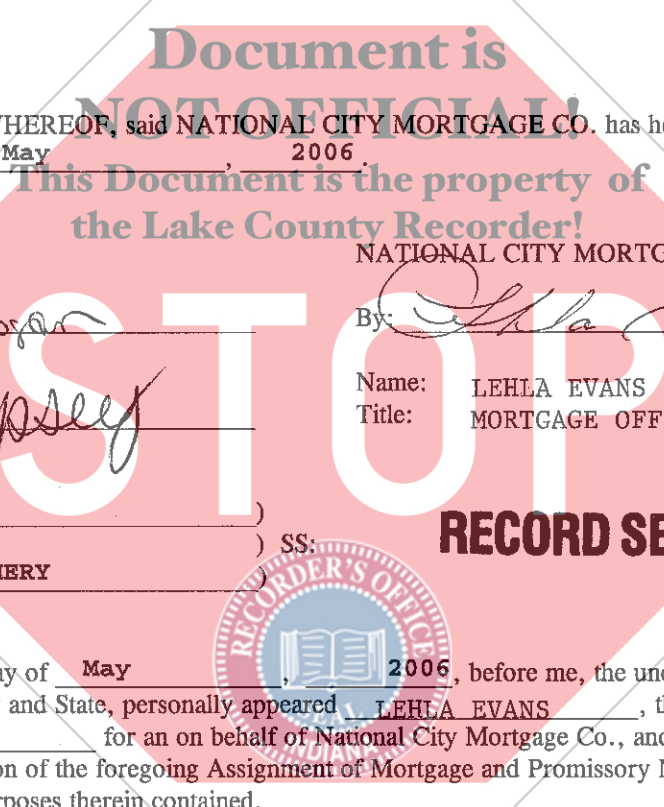 Document is
NOT OFFICIAL!
WHEREOF, said NATIONAL CITY MORTGAGE CO. has he
May , 2006.
This Document is the property of
the Lake County Recorder!
NATIONAL CITY MORTG
By:
STOP
Name: LEHLA EVANS
Title: MORTGAGE OFF
)
) SS:
)
RECORD SE
MERY
RECORDER'S OFFICE
SEAL
INDIANA
ay of May , 2006, before me, the und
y and State, personally appeared LEHLA EVANS , th
for an on behalf of National City Mortgage Co., and
on of the foregoing Assignment of Mortgage and Promissory N
rposes therein contained.